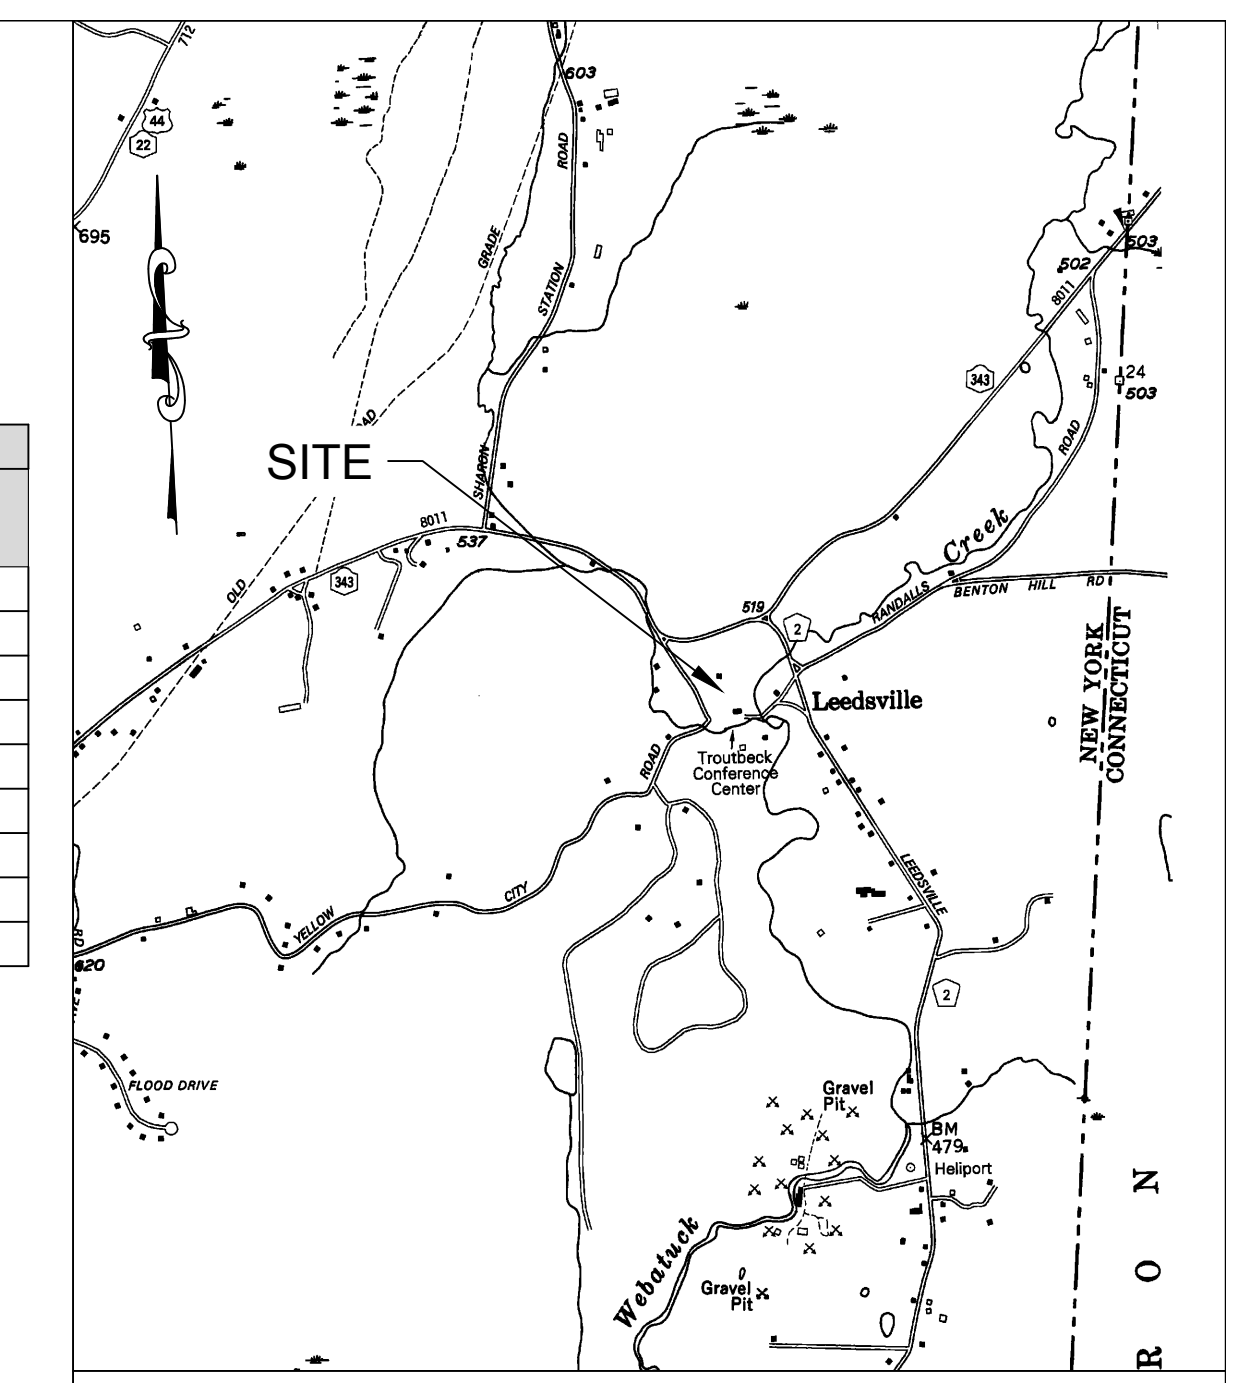 712
603
44
22
ROAD
695
GRADE
503
502
8011
STATION
343
24
503
ROAD
SITE
SHARON
8011
537
Creek
343
OLD
519
2
RANDALLS
BENTON HILL RD
NEW YORK
CONNECTICUT
Leedsville
ROAD
Troutbeck
Conference
Center
LEEDSVILLE
CITY
YELLOW
RD
620
2
FLOOD DRIVE
Gravel
Pit
BM
479
Heliport
Webatuck
Gravel
Pit
R O N